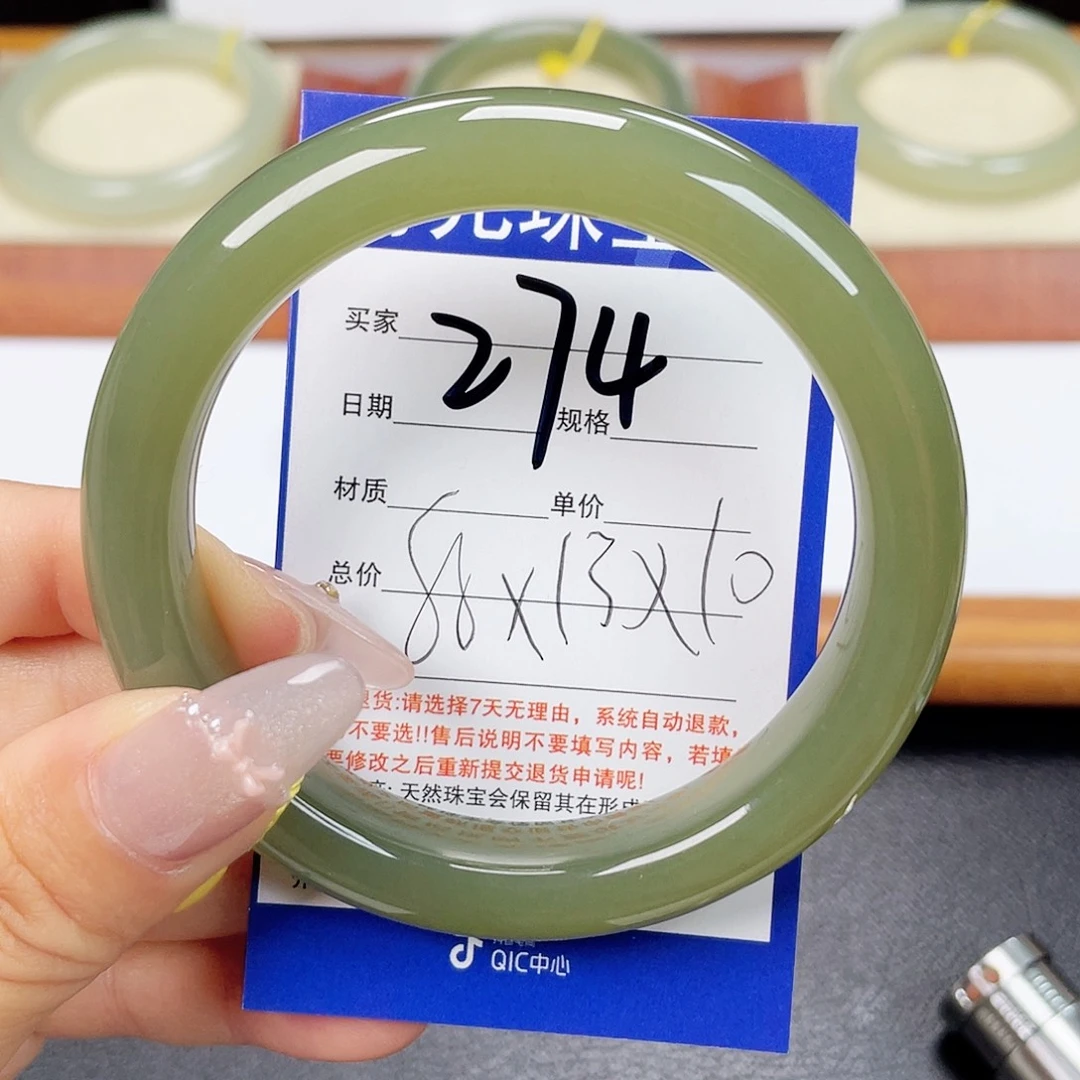 珠
买家 274
日期 规格
材质 单价
总价 58x13x10
退货:请选择7天无理由，系统自动退款，
不要选!!售后说明不要填写内容，若填
要修改之后重新提交退货申请呢!
天然珠宝会保留其在形成
QIC中心